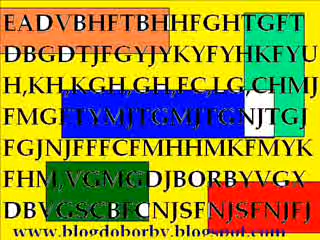 EADVBHFTBHHFGHTGFT
DBGDTJFGYJYKYFYHKFYU
H,KH,KGH,GH,FC,LG,CHMJ
FMGFTYMJTGMJTGNJTGJ
FGJNJFFFCFMHHMKFMYK
FHM,VGMGDJBORBYVGX
DBVGSCBFCNJSFNJSFNJFJ
www.blogdoborby.blogspot.com